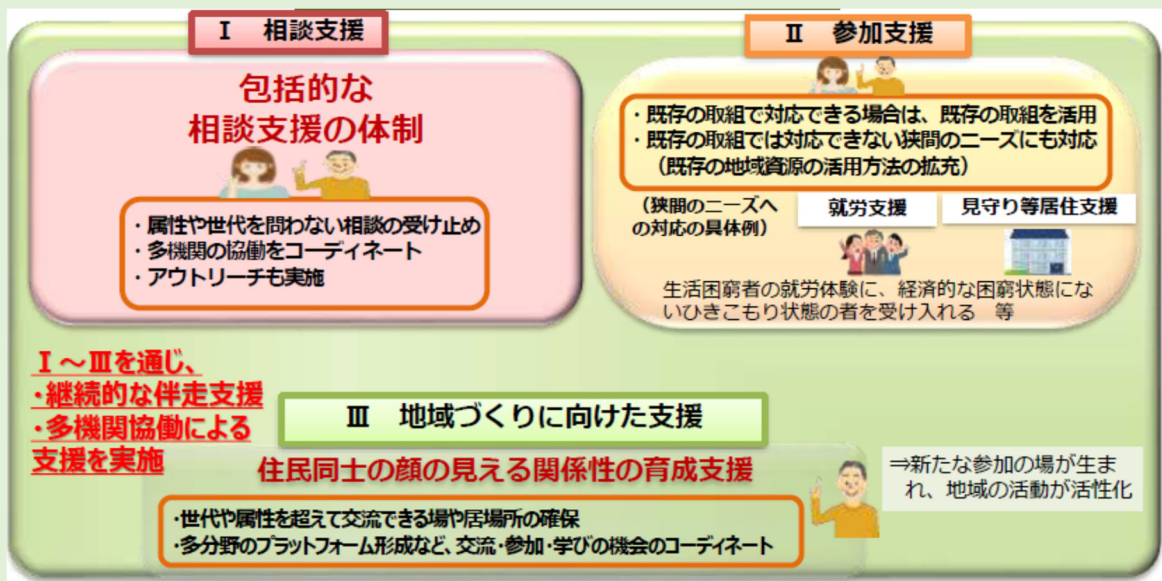 Ⅰ 相談支援
包括的な
相談支援の体制
・属性や世代を問わない相談の受け止め
・多機関の協働をコーディネート
・アウトリーチも実施
Ⅱ 参加支援
・既存の取組で対応できる場合は、既存の取組を活用
・既存の取組では対応できない狭間のニーズにも対応
（既存の地域資源の活用方法の拡充）
（狭間のニーズへ
の対応の具体例）
就労支援
見守り等居住支援
生活困窮者の就労体験に、経済的な困窮状態にな
いひきこもり状態の者を受け入れる 等
Ⅰ～Ⅲを通じ、
・継続的な伴走支援
・多機関協働による
支援を実施
Ⅲ 地域づくりに向けた支援
住民同士の顔の見える関係性の育成支援
・世代や属性を超えて交流できる場や居場所の確保
・多分野のプラットフォーム形成など、交流・参加・学びの機会のコーディネート
⇒新たな参加の場が生ま
れ、地域の活動が活性化